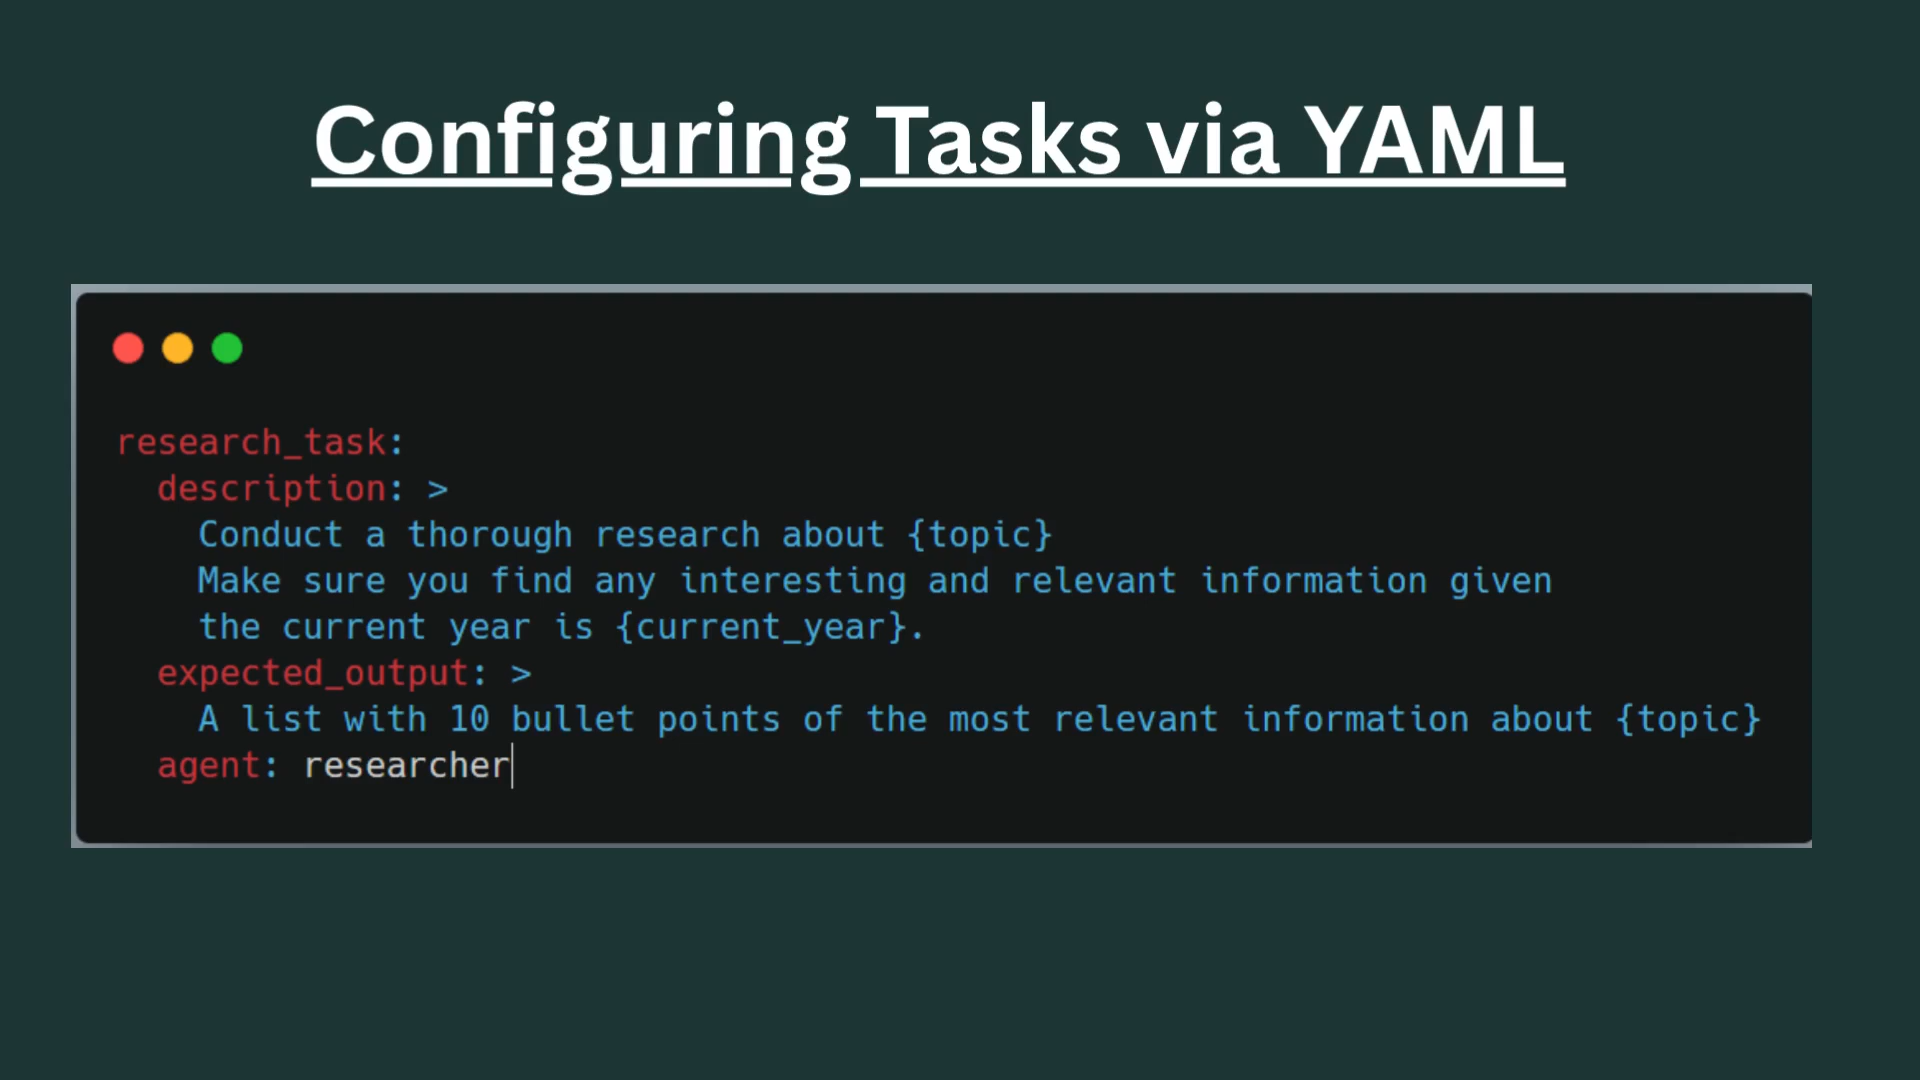 Configuring Tasks via YAML
research_task:
  description: >
    Conduct a thorough research about {topic}
    Make sure you find any interesting and relevant information given
    the current year is {current_year}.
  expected_output: >
    A list with 10 bullet points of the most relevant information about {topic}
  agent: researcher